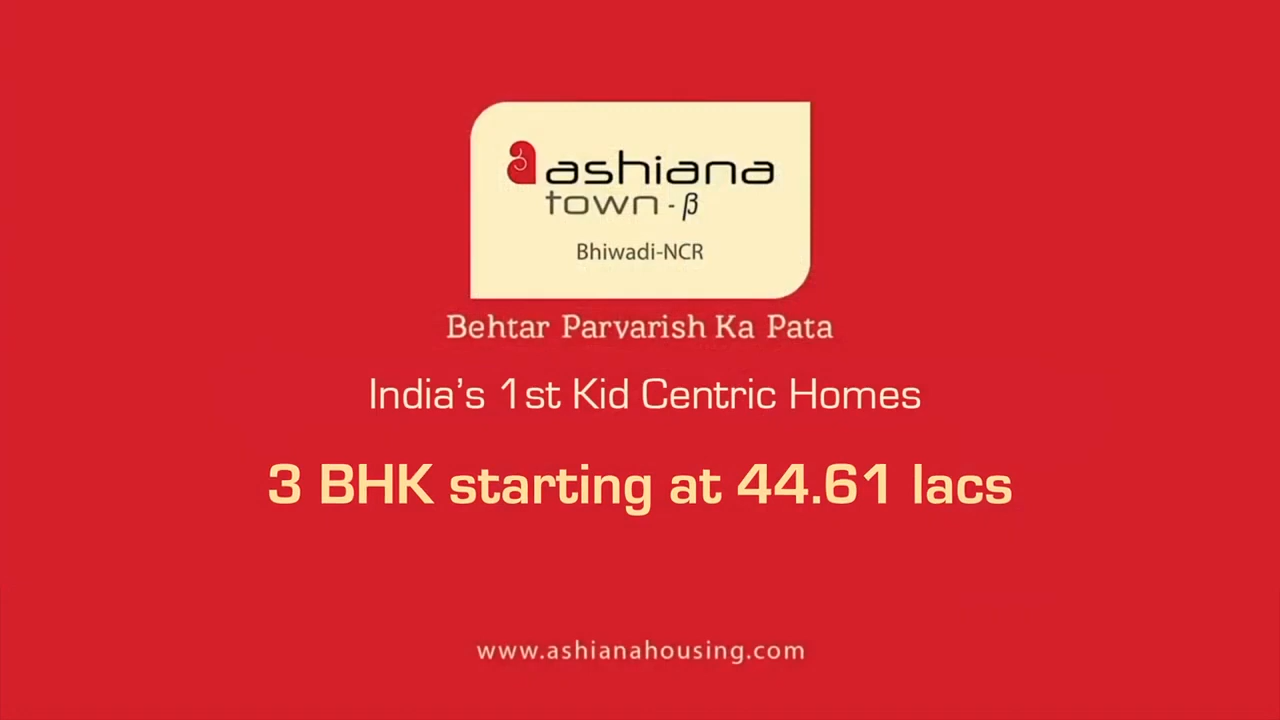 ashiana
town - β
Bhiwadi-NCR
Behtar Parvarish Ka Pata
India's 1st Kid Centric Homes
3 BHK starting at 44.61 lacs
www.ashianahousing.com